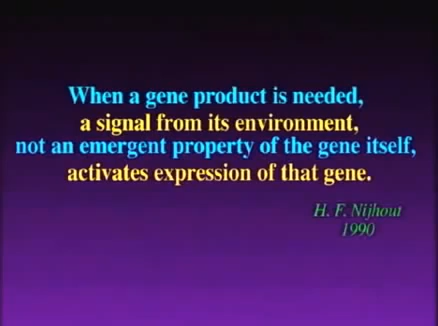 When a gene product is needed,
a signal from its environment,
not an emergent property of the gene itself,
activates expression of that gene.
H. F. Nijhout
1990